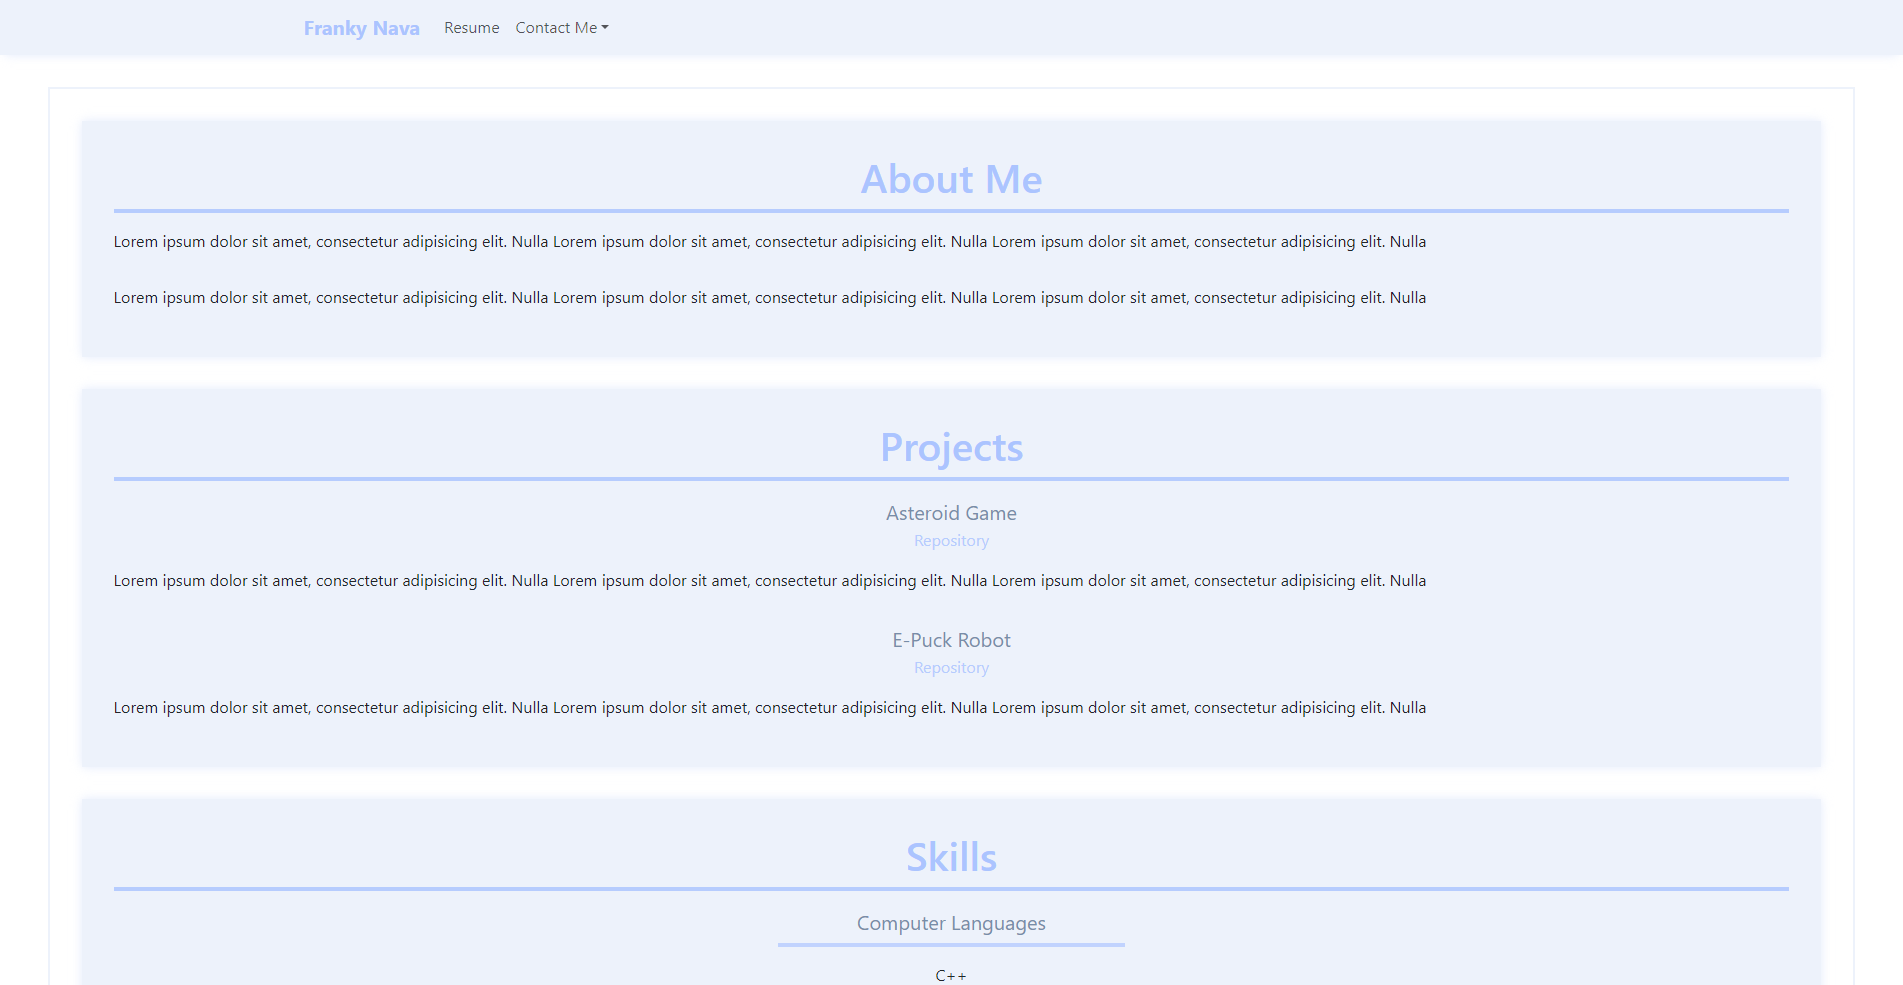 Franky Nava Resume Contact Me
About Me
Lorem ipsum dolor sit amet, consectetur adipisicing elit. Nulla Lorem ipsum dolor sit amet, consectetur adipisicing elit. Nulla Lorem ipsum dolor sit amet, consectetur adipisicing elit. Nulla
Lorem ipsum dolor sit amet, consectetur adipisicing elit. Nulla Lorem ipsum dolor sit amet, consectetur adipisicing elit. Nulla Lorem ipsum dolor sit amet, consectetur adipisicing elit. Nulla
Projects
Asteroid Game
Repository
Lorem ipsum dolor sit amet, consectetur adipisicing elit. Nulla Lorem ipsum dolor sit amet, consectetur adipisicing elit. Nulla Lorem ipsum dolor sit amet, consectetur adipisicing elit. Nulla
E-Puck Robot
Repository
Lorem ipsum dolor sit amet, consectetur adipisicing elit. Nulla Lorem ipsum dolor sit amet, consectetur adipisicing elit. Nulla Lorem ipsum dolor sit amet, consectetur adipisicing elit. Nulla
Skills
Computer Languages
C++